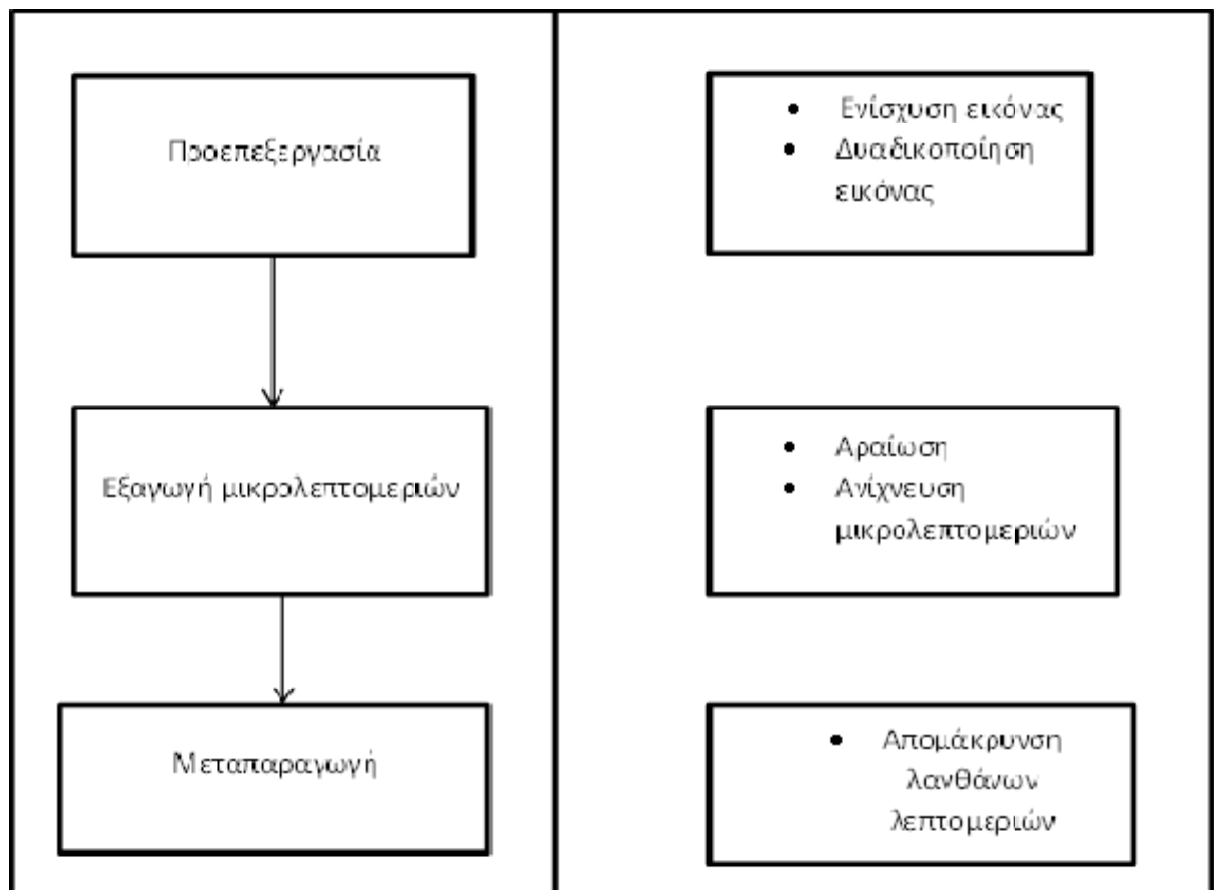 Προεπεξεργασία
• Ενίσχυση εικόνας
• Δυαδικοποίηση
εικόνας
Εξαγωγή μικρολεπτομεριών
• Αραίωση
• Ανίχνευση
μικρολεπτομεριών
Μεταπαραγωγή
• Απομάκρυνση
λανθάνων
λεπτομεριών